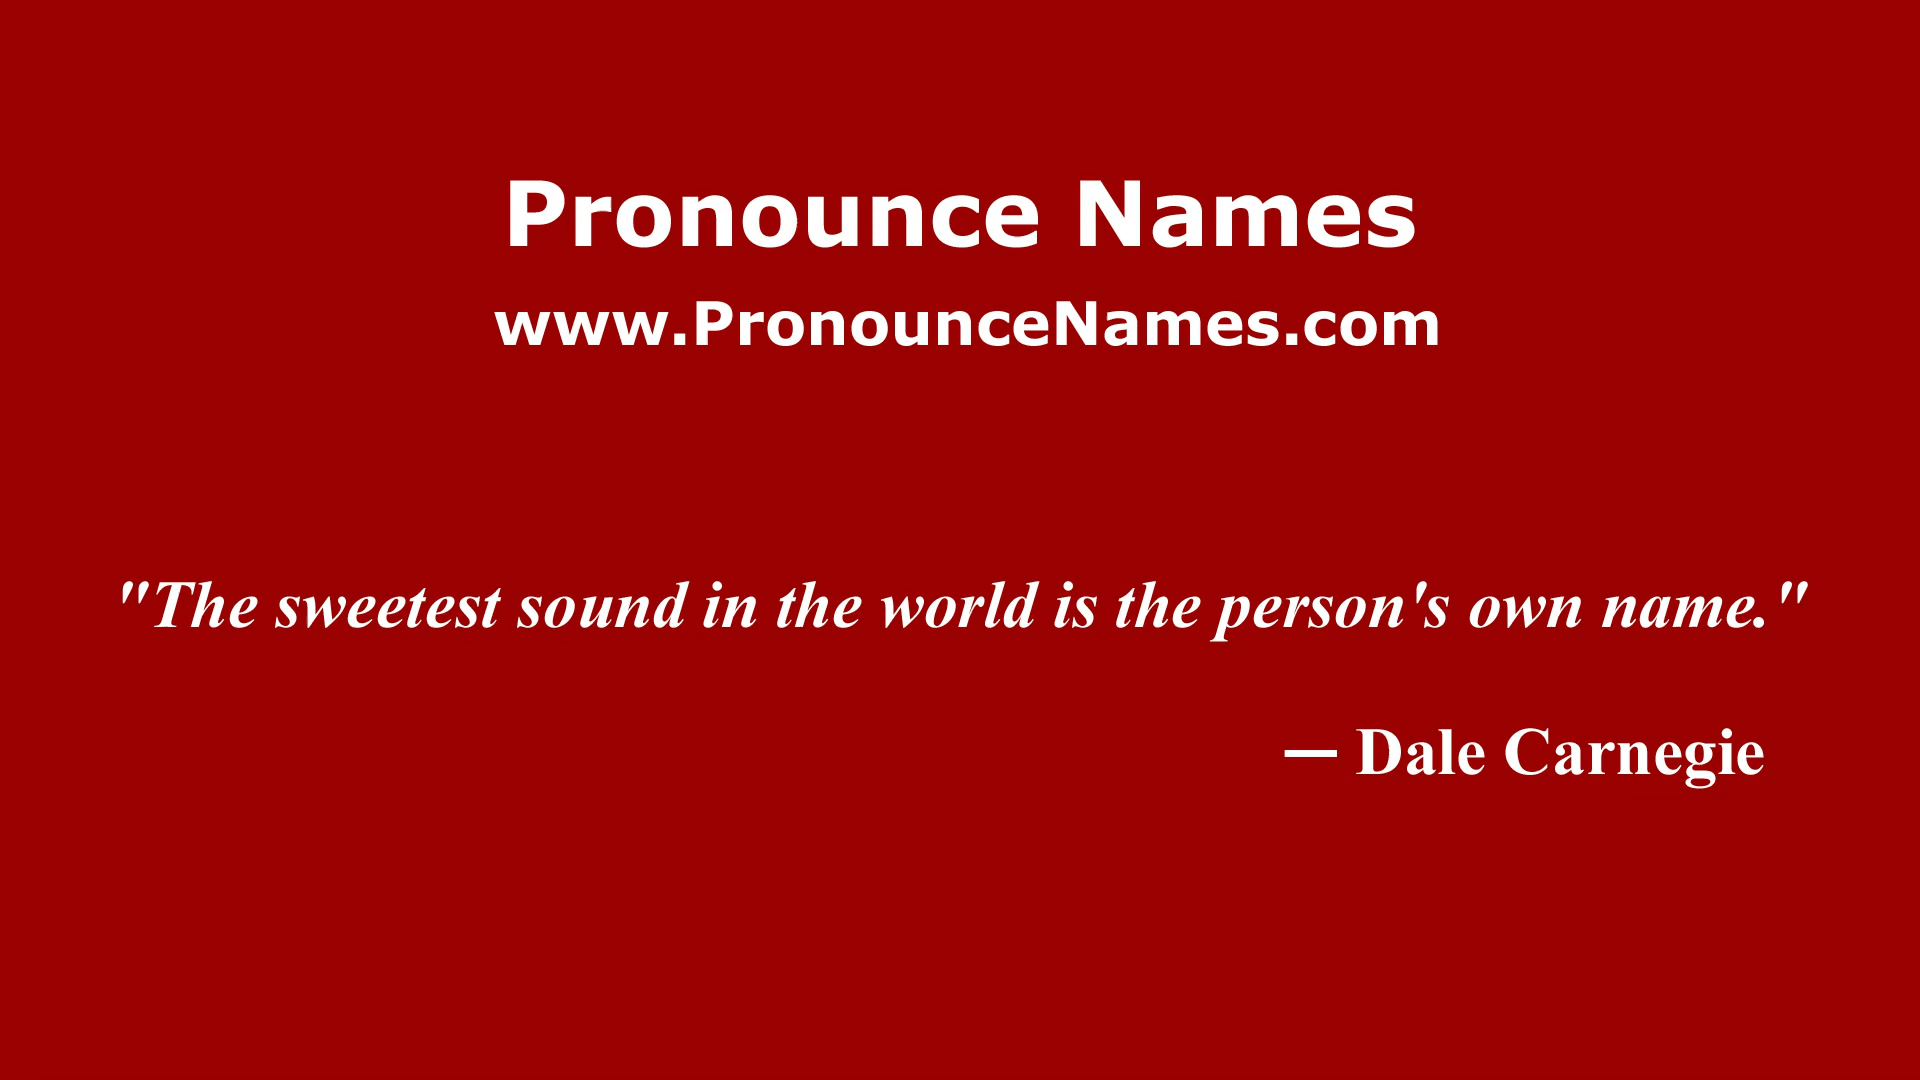 Pronounce Names
www.PronounceNames.com
"The sweetest sound in the world is the person's own name."
— Dale Carnegie